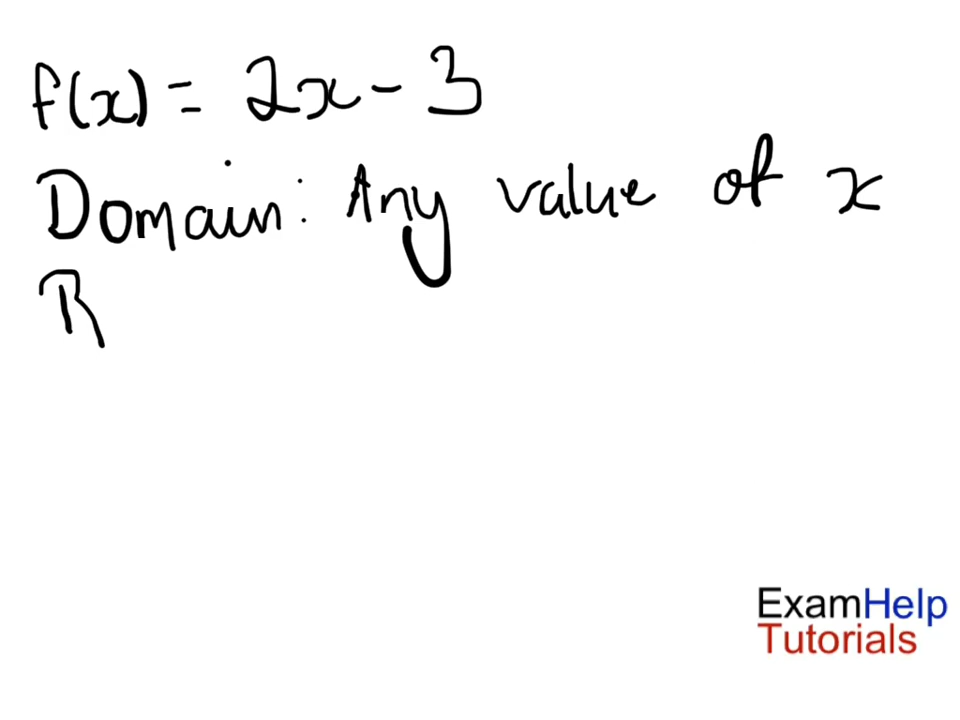 f(x) = 2x - 3
Domain: Any value of x
R
ExamHelp
Tutorials